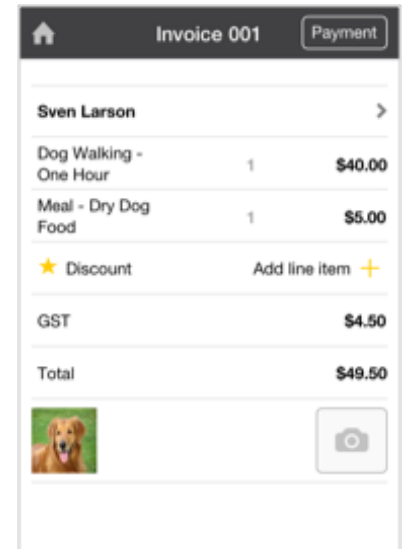 Invoice 001 Payment
Sven Larson
Dog Walking -
One Hour 1 $40.00
Meal - Dry Dog
Food 1 $5.00
Discount Add line item
GST $4.50
Total $49.50